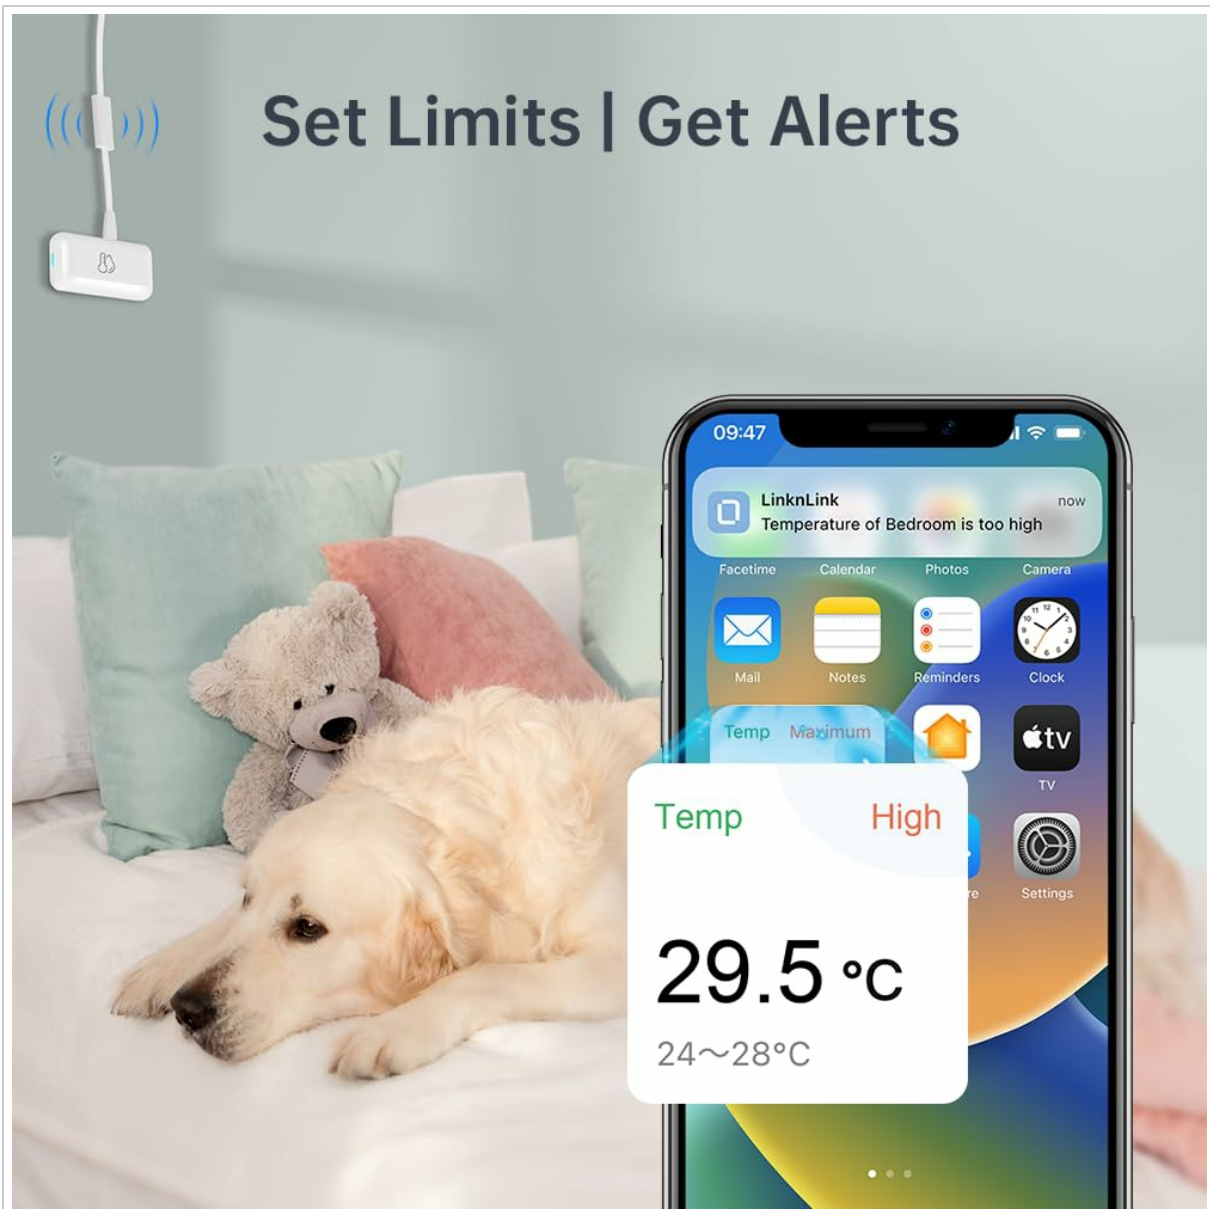 Set Limits | Get Alerts
09:47
LinknLink
now
Temperature of Bedroom is too high
Facetime
Calendar
Photos
Camera
Mail
Notes
Reminders
Clock
Temp
Maximum
tv
TV
Temp
High
Settings
29.5 °C
24～28°C